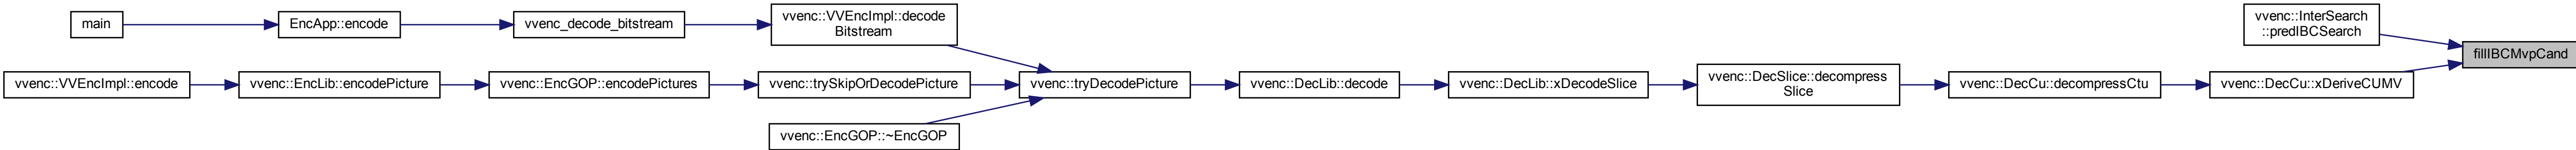 main
EncApp::encode
vvenc_decode_bitstream
vvenc::VVEncImpl::decode
Bitstream
vvenc::InterSearch
::predIBCSearch
fillIBCMvpCand
vvenc::VVEncImpl::encode
vvenc::EncLib::encodePicture
vvenc::EncGOP::encodePictures
vvenc::trySkipOrDecodePicture
vvenc::tryDecodePicture
vvenc::DecLib::decode
vvenc::DecLib::xDecodeSlice
vvenc::DecSlice::decompress
Slice
vvenc::DecCu::decompressCtu
vvenc::DecCu::xDeriveCUMV
vvenc::EncGOP::~EncGOP